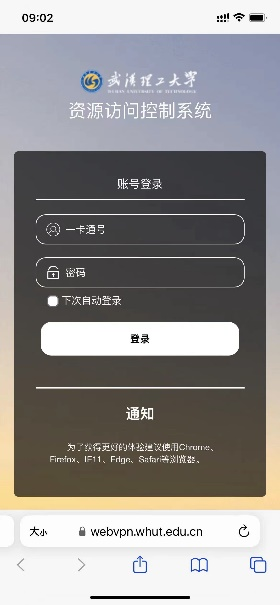 09:02
武汉理工大学
资源访问控制系统
账号登录
一卡通号
密码
下次自动登录
登录
通知
为了获得更好的体验建议使用Chrome、
Firefox、IE11、Edge、Safari等浏览器。
大小
webvpn.whut.edu.cn